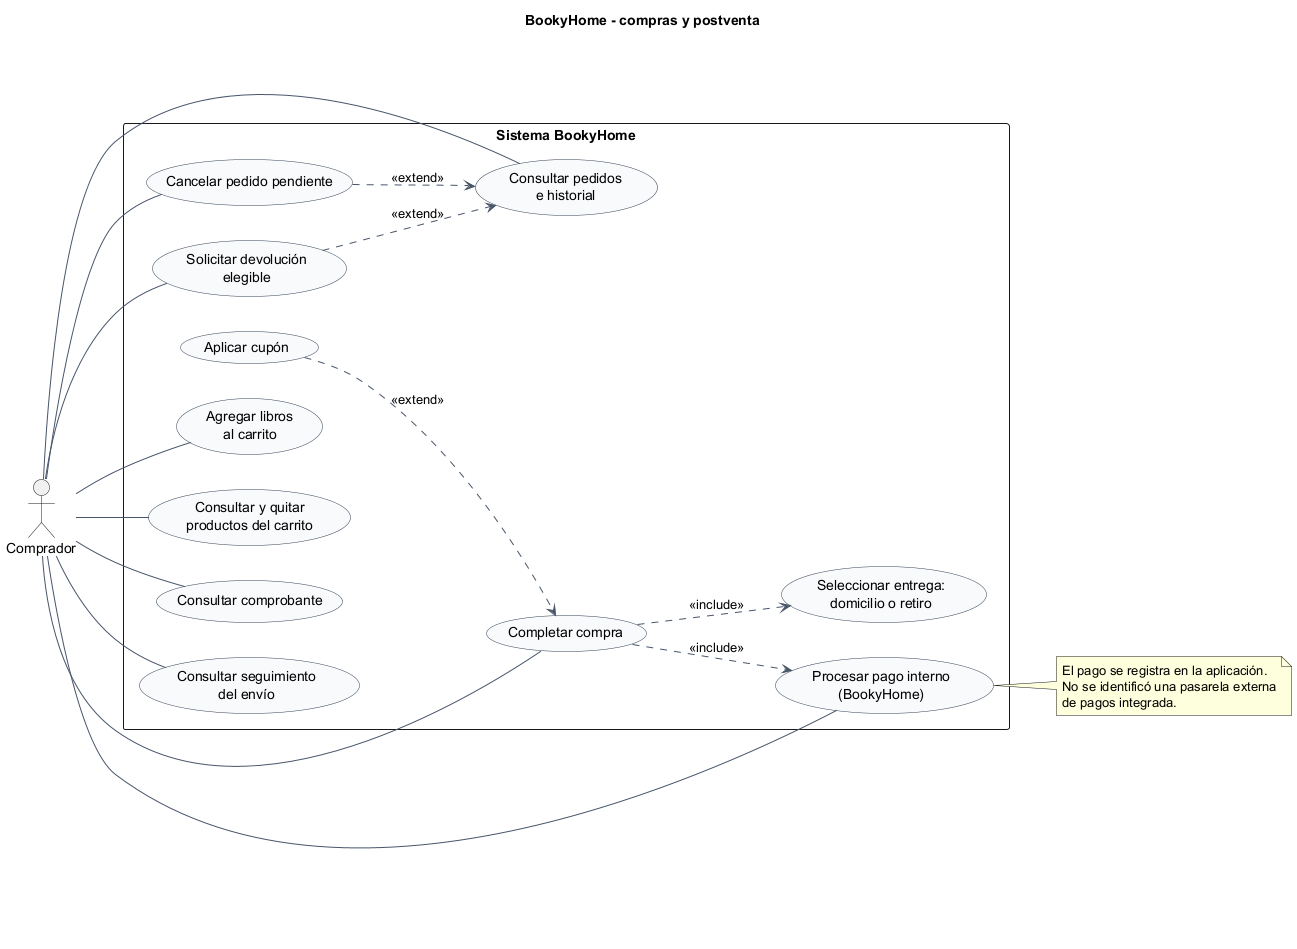 BookyHome - compras y postventa
Sistema BookyHome
Cancelar pedido pendiente
«extend»
Consultar pedidos
e historial
«extend»
Solicitar devolución
elegible
Aplicar cupón
«extend»
Agregar libros
al carrito
Consultar y quitar
productos del carrito
Comprador
Consultar comprobante
Seleccionar entrega:
domicilio o retiro
«include»
Completar compra
«include»
Consultar seguimiento
del envío
Procesar pago interno
(BookyHome)
El pago se registra en la aplicación.
No se identificó una pasarela externa
de pagos integrada.